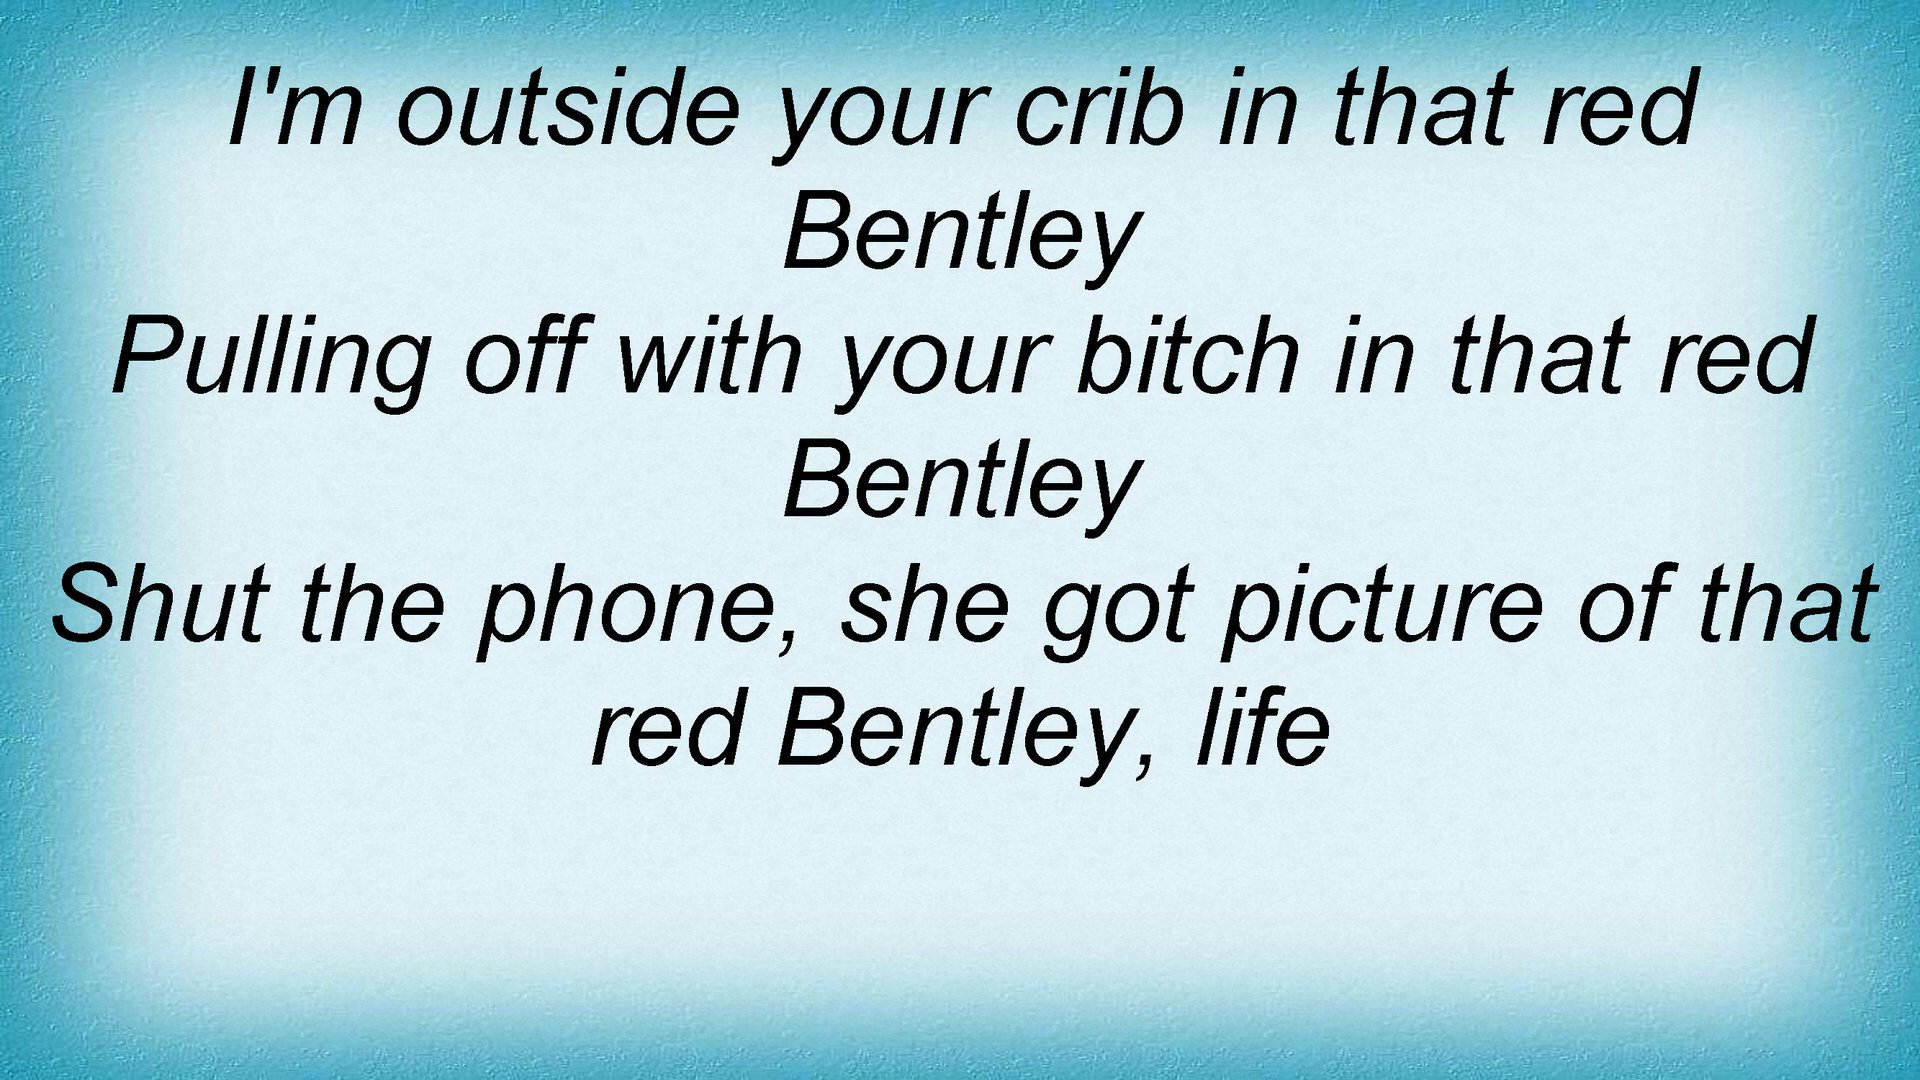 I'm outside your crib in that red
Bentley
Pulling off with your bitch in that red
Bentley
Shut the phone, she got picture of that
red Bentley, life